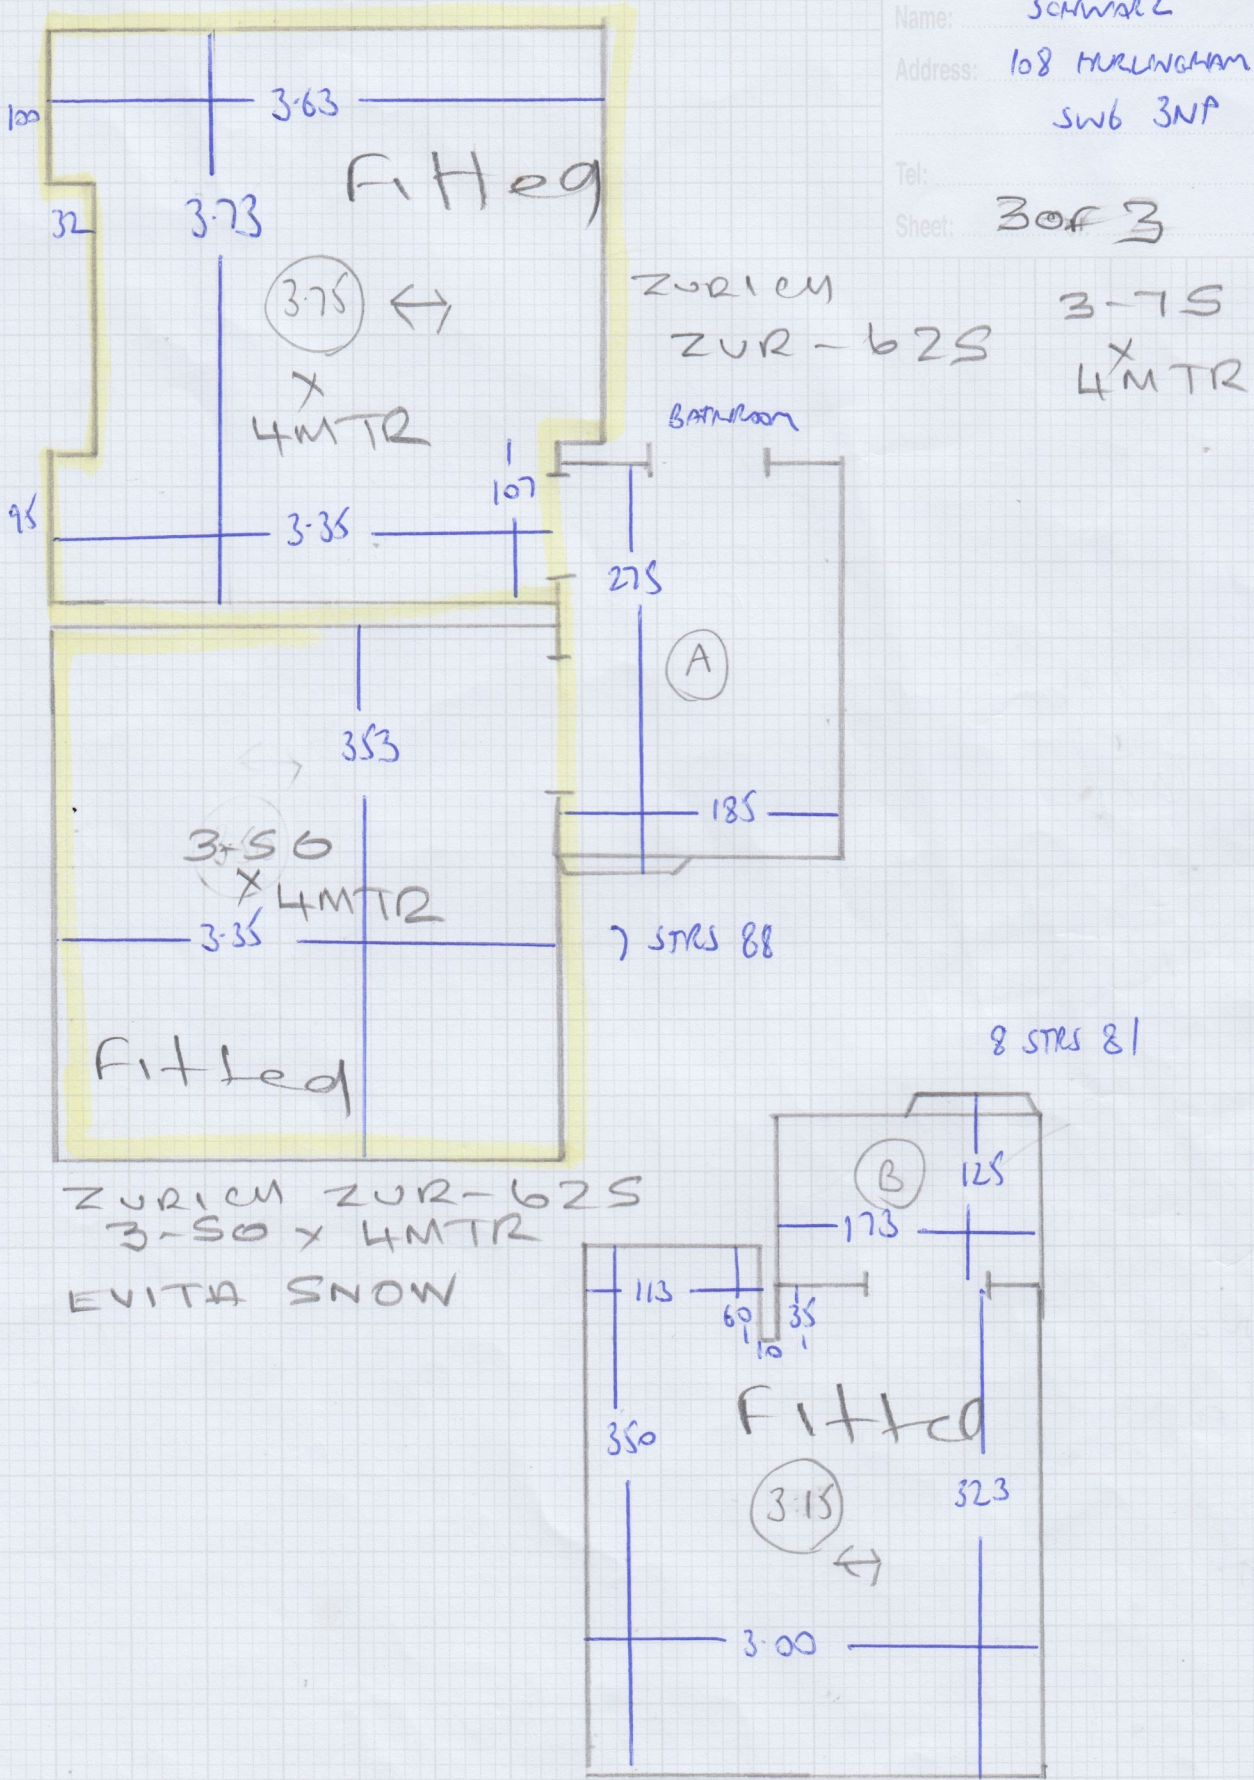 Name: SCHWARZ
Address: 108 HURLINGHAM
SW6 3NP
Tel:
Sheet: 3 of 3
100
3.63
Fitted
32
3.73
3.75 ↔
x
4MTR
ZURICH
ZUR-625
3-75
x
4MTR
BATHROOM
107
95
3.35
275
A
353
185
3-50
x 4MTR
3.35
7 STRS 88
Fitted
8 STRS 81
ZURICH ZUR-625
3-50 x 4MTR
EVITA SNOW
B
125
173
113
60
35
10
Fitted
350
3.15
323
↔
3.00